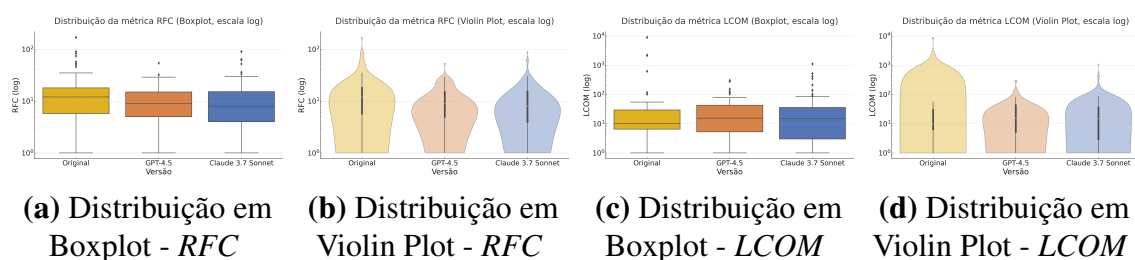 Distribuição da métrica RFC (Boxplot, escala log)
RFC (log)
10²
10¹
10⁰
Original
GPT-4.5
Claude 3.7 Sonnet
Versão
Distribuição da métrica RFC (Violin Plot, escala log)
RFC (log)
10²
10¹
10⁰
Original
GPT-4.5
Claude 3.7 Sonnet
Versão
Distribuição da métrica LCOM (Boxplot, escala log)
LCOM (log)
10⁴
10³
10²
10¹
10⁰
Original
GPT-4.5
Claude 3.7 Sonnet
Versão
Distribuição da métrica LCOM (Violin Plot, escala log)
LCOM (log)
10⁴
10³
10²
10¹
10⁰
Original
GPT-4.5
Claude 3.7 Sonnet
Versão
(a) Distribuição em
Boxplot - RFC
(b) Distribuição em
Violin Plot - RFC
(c) Distribuição em
Boxplot - LCOM
(d) Distribuição em
Violin Plot - LCOM